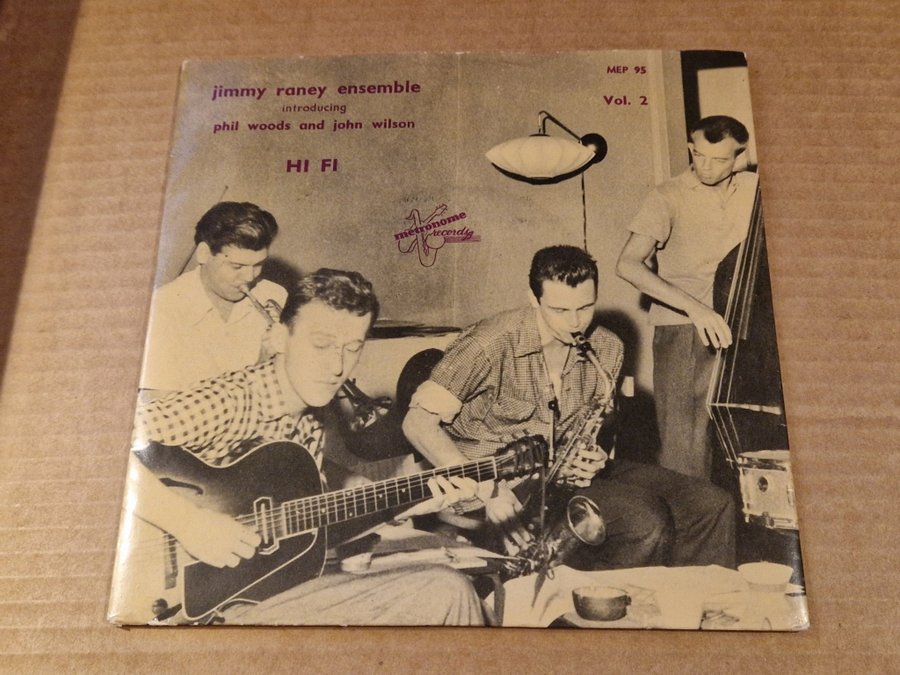 jimmy raney ensemble
introducing
phil woods and john wilson
HI FI
MEP 95
Vol. 2
metronome
records